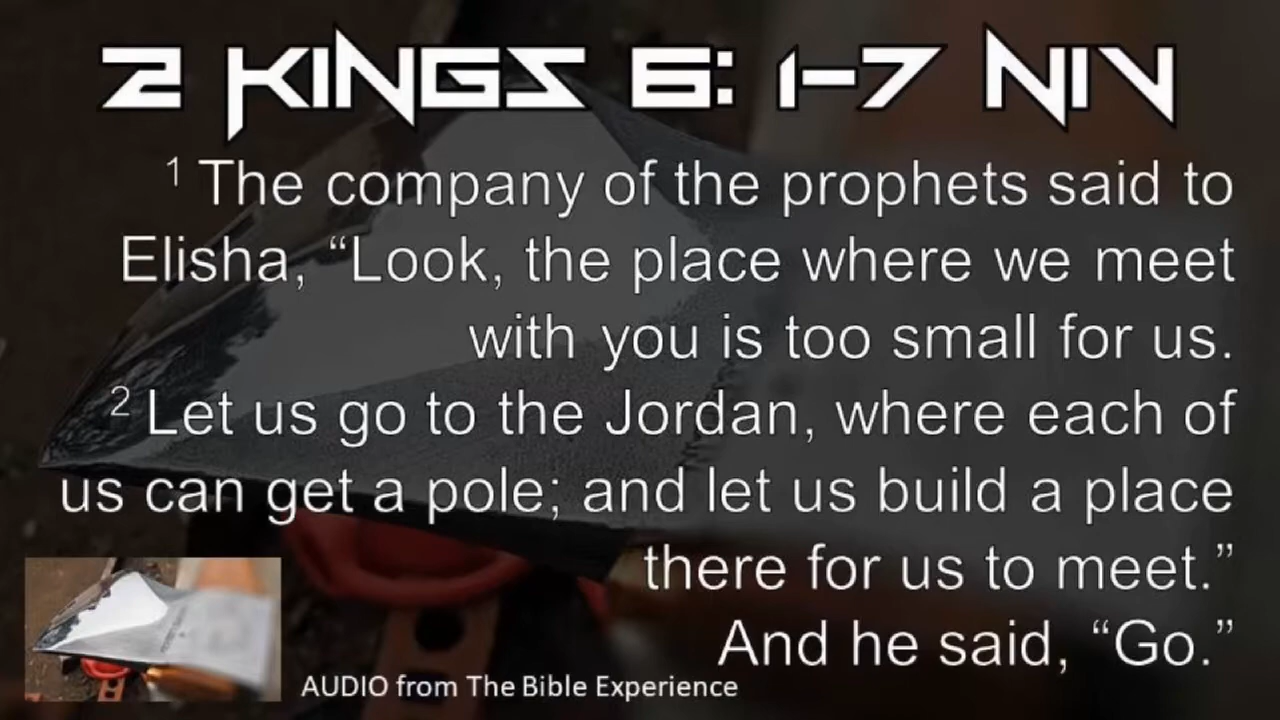 2 KINGS 6: 1-7 NIV
1 The company of the prophets said to
Elisha, “Look, the place where we meet
with you is too small for us.
2 Let us go to the Jordan, where each of
us can get a pole; and let us build a place
there for us to meet.”
And he said, “Go.”
AUDIO from The Bible Experience